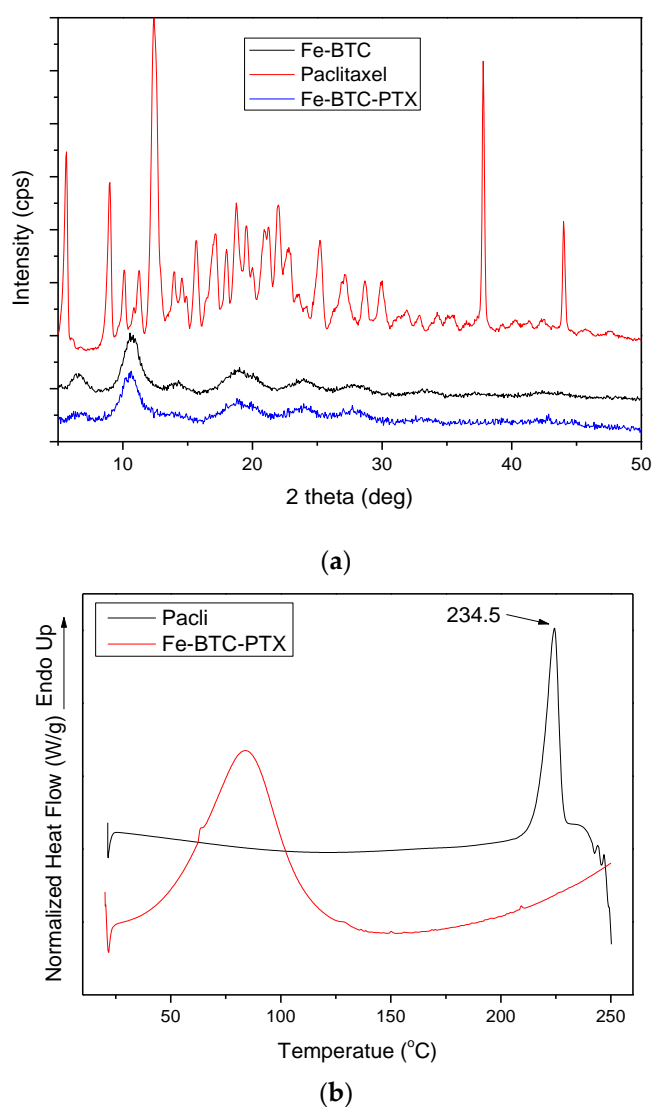 Fe-BTC
Paclitaxel
Fe-BTC-PTX
Intensity (cps)
10 20 30 40 50
2 theta (deg)
(a)
Pacli
Fe-BTC-PTX
234.5
Normalized Heat Flow (W/g) Endo Up
50 100 150 200 250
Temperatue (°C)
(b)